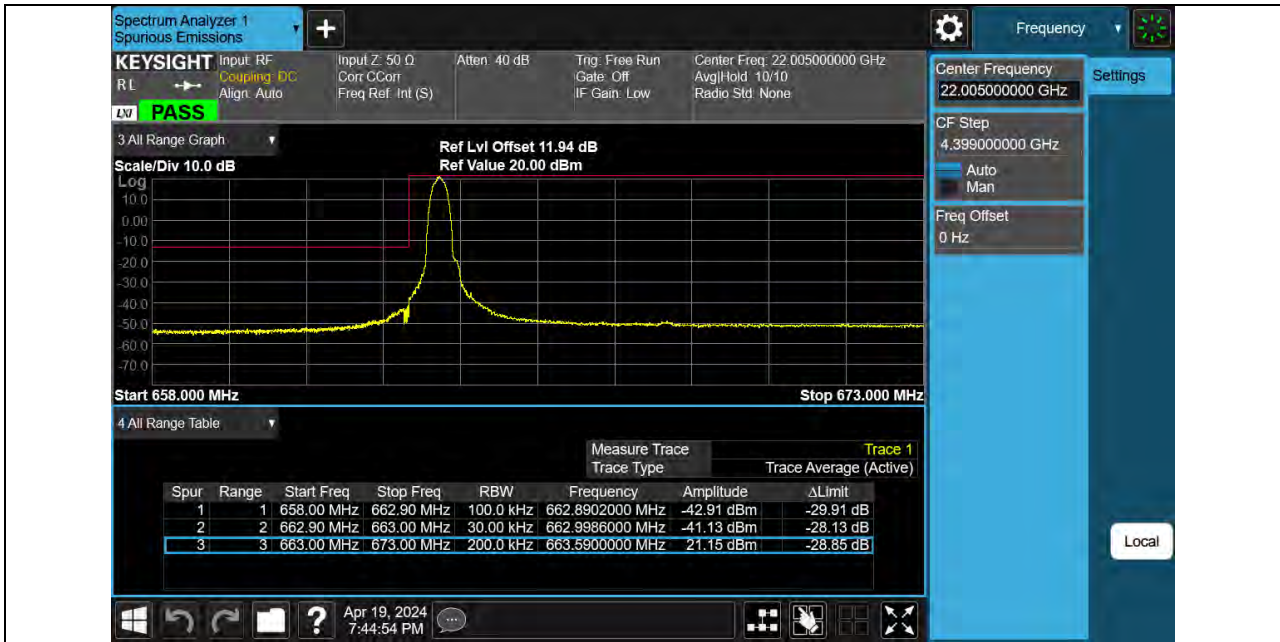 Spectrum Analyzer 1
Spurious Emissions
Frequency
KEYSIGHT Input: RF Input Z: 50 Ω Atten: 40 dB Trig: Free Run Center Freq: 22.005000000 GHz
RL Coupling: DC Corr CCorr Gate: Off Avg|Hold: 10/10
Align: Auto Freq Ref: Int (S) IF Gain: Low Radio Std: None
LXI PASS
3 All Range Graph
Ref Lvl Offset 11.94 dB
Scale/Div 10.0 dB Ref Value 20.00 dBm
Log
10.0
0.00
-10.0
-20.0
-30.0
-40.0
-50.0
-60.0
-70.0
Start 658.000 MHz Stop 673.000 MHz
4 All Range Table
Measure Trace Trace 1
Trace Type Trace Average (Active)
Spur Range Start Freq Stop Freq RBW Frequency Amplitude ΔLimit
1 1 658.00 MHz 662.90 MHz 100.0 kHz 662.8902000 MHz -42.91 dBm -29.91 dB
2 2 662.90 MHz 663.00 MHz 30.00 kHz 662.9986000 MHz -41.13 dBm -28.13 dB
3 3 663.00 MHz 673.00 MHz 200.0 kHz 663.5900000 MHz 21.15 dBm -28.85 dB
Center Frequency
22.005000000 GHz
Settings
CF Step
4.399000000 GHz
Auto
Man
Freq Offset
0 Hz
Local
Apr 19, 2024
7:44:54 PM